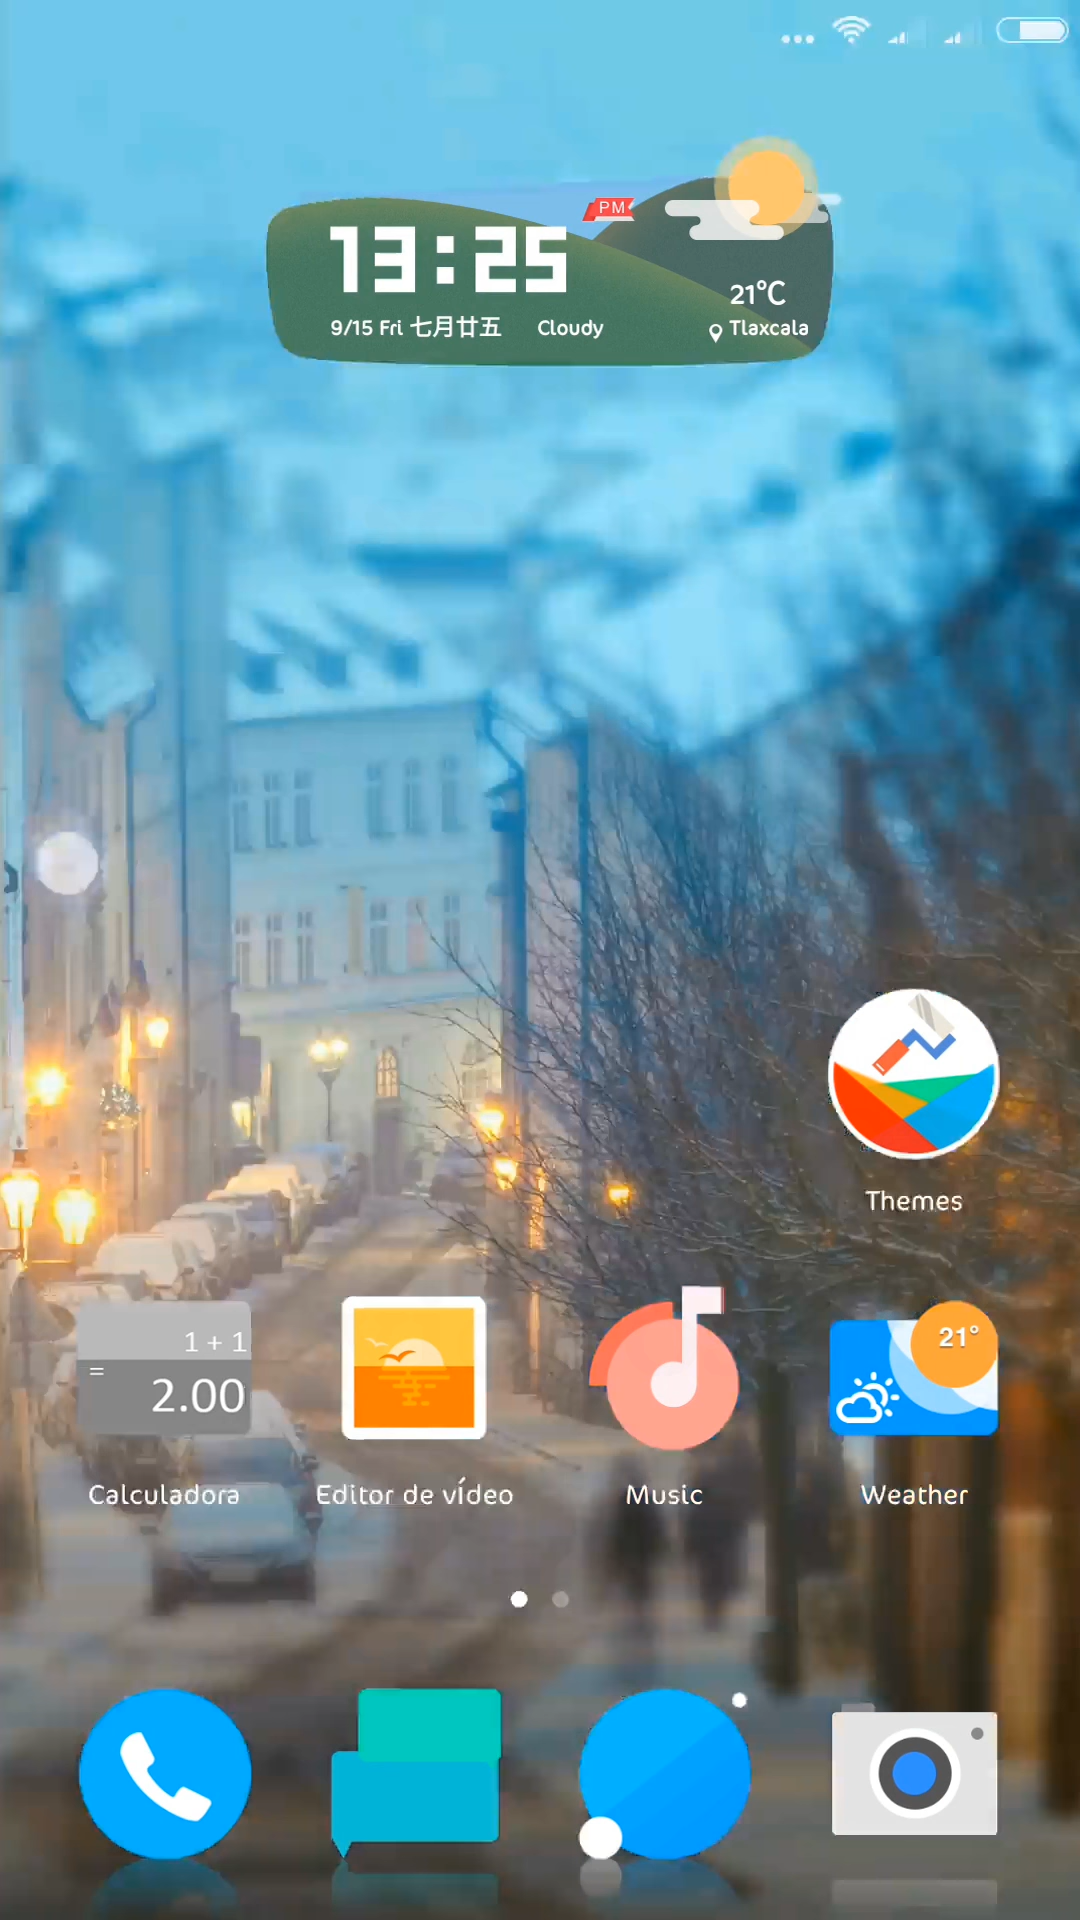 PM
13:25
21°C
9/15 Fri 七月廿五 Cloudy
Tlaxcala
Themes
1 + 1
=
2.00
21°
Calculadora
Editor de vídeo
Music
Weather